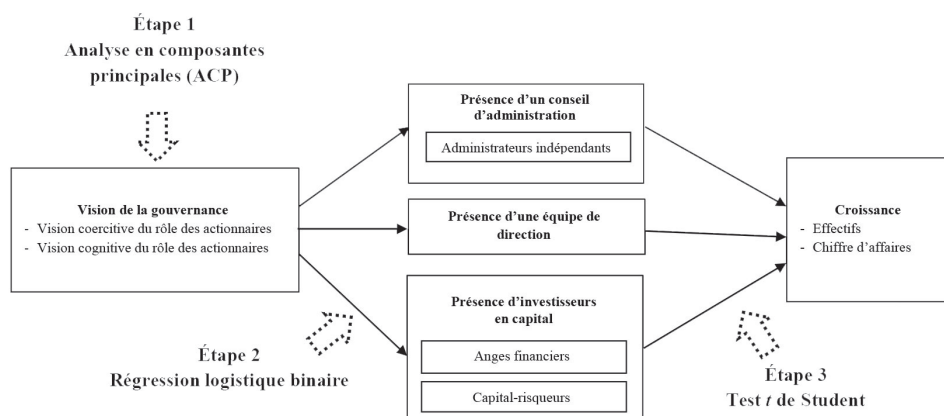 Étape 1
Analyse en composantes
principales (ACP)
Vision de la gouvernance
- Vision coercitive du rôle des actionnaires
- Vision cognitive du rôle des actionnaires
Étape 2
Régression logistique binaire
Présence d'un conseil
d'administration
Administrateurs indépendants
Présence d'une équipe de
direction
Présence d'investisseurs
en capital
Anges financiers
Capital-risqueurs
Croissance
- Effectifs
- Chiffre d'affaires
Étape 3
Test t de Student